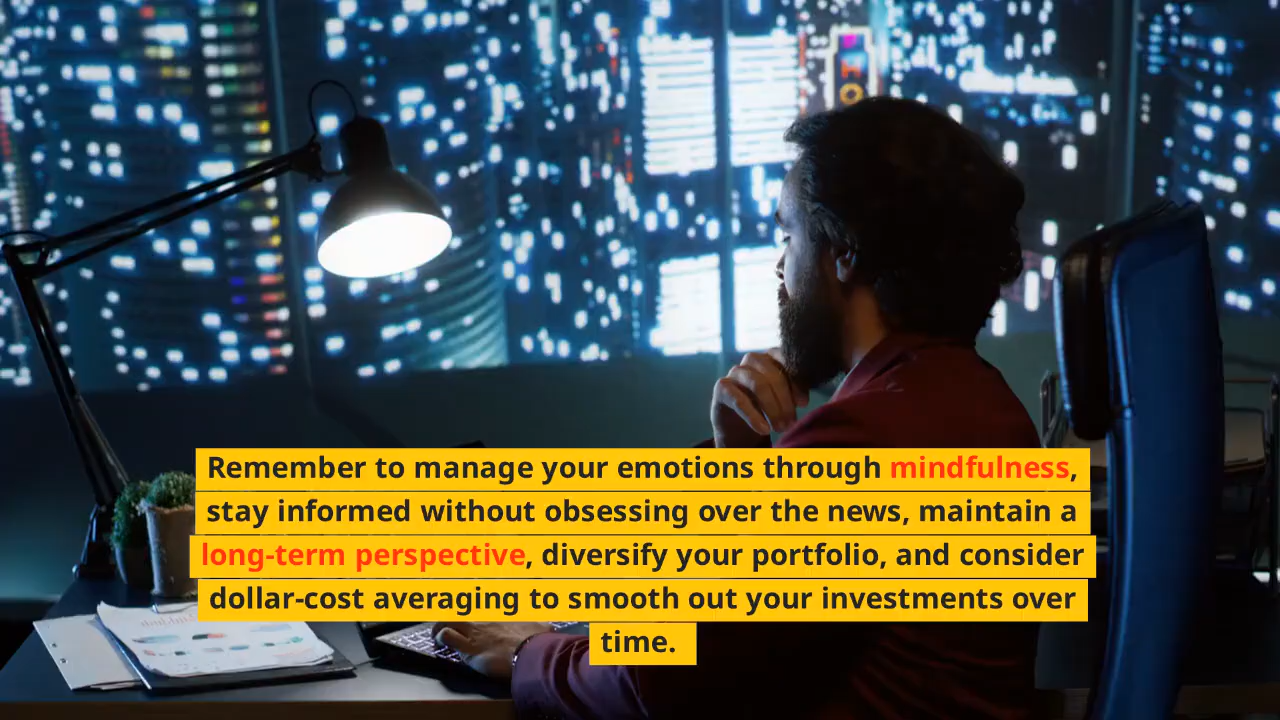 HO
Remember to manage your emotions through mindfulness,
stay informed without obsessing over the news, maintain a
long-term perspective, diversify your portfolio, and consider
dollar-cost averaging to smooth out your investments over
time.